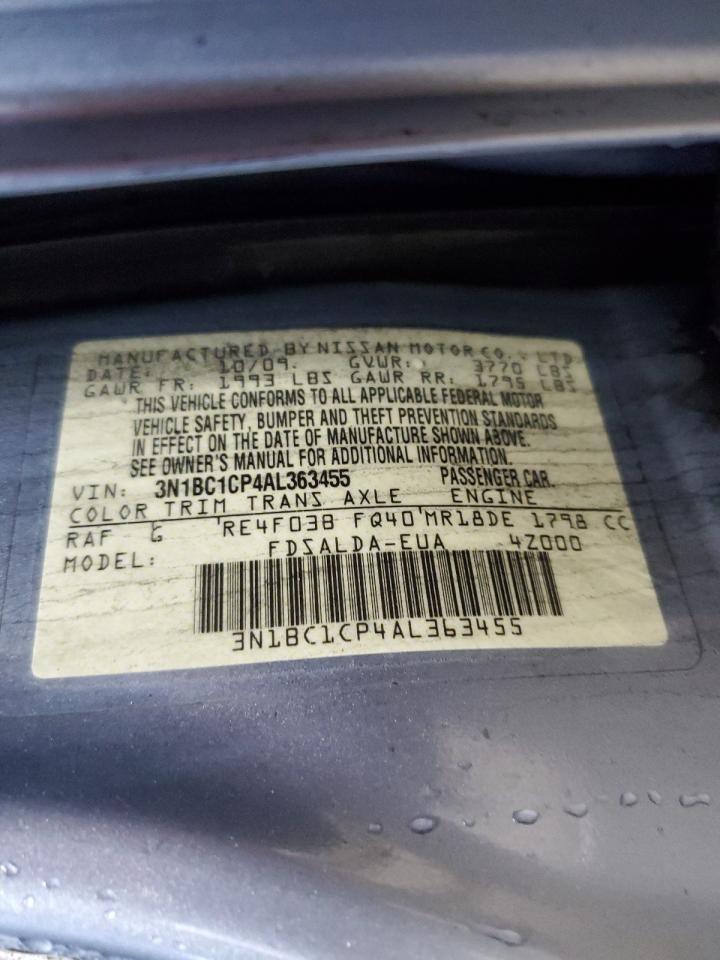 MANUFACTURED BY NISSAN MOTOR CO., LTD
DATE: 10/09. GVWR: 3770 LBS
GAWR FR: 1993 LBS GAWR RR: 1795 LBS
THIS VEHICLE CONFORMS TO ALL APPLICABLE FEDERAL MOTOR
VEHICLE SAFETY, BUMPER AND THEFT PREVENTION STANDARDS
IN EFFECT ON THE DATE OF MANUFACTURE SHOWN ABOVE.
SEE OWNER'S MANUAL FOR ADDITIONAL INFORMATION.
VIN: 3N1BC1CP4AL363455 PASSENGER CAR.
COLOR TRIM TRANS AXLE ENGINE
RAF G RE4F03B FQ40 MR18DE 1798 CC
MODEL: FDSALDA-EUA 4Z000
3N1BC1CP4AL363455